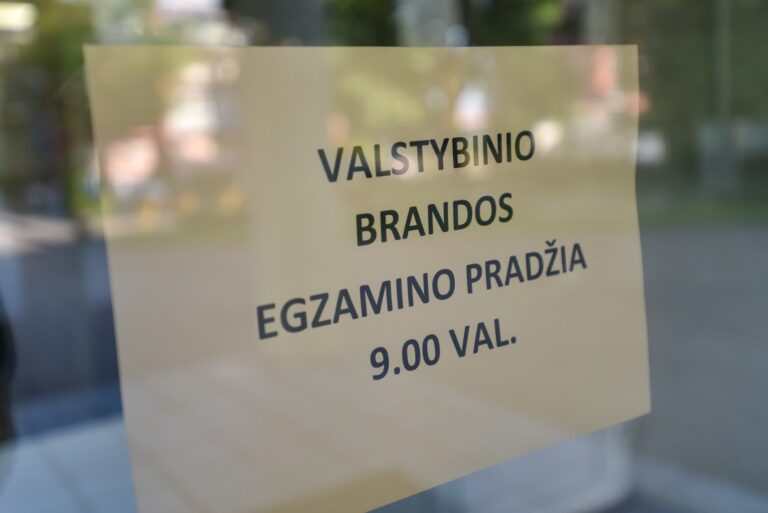 VALSTYBINIO
BRANDOS
EGZAMINO PRADŽIA
9.00 VAL.